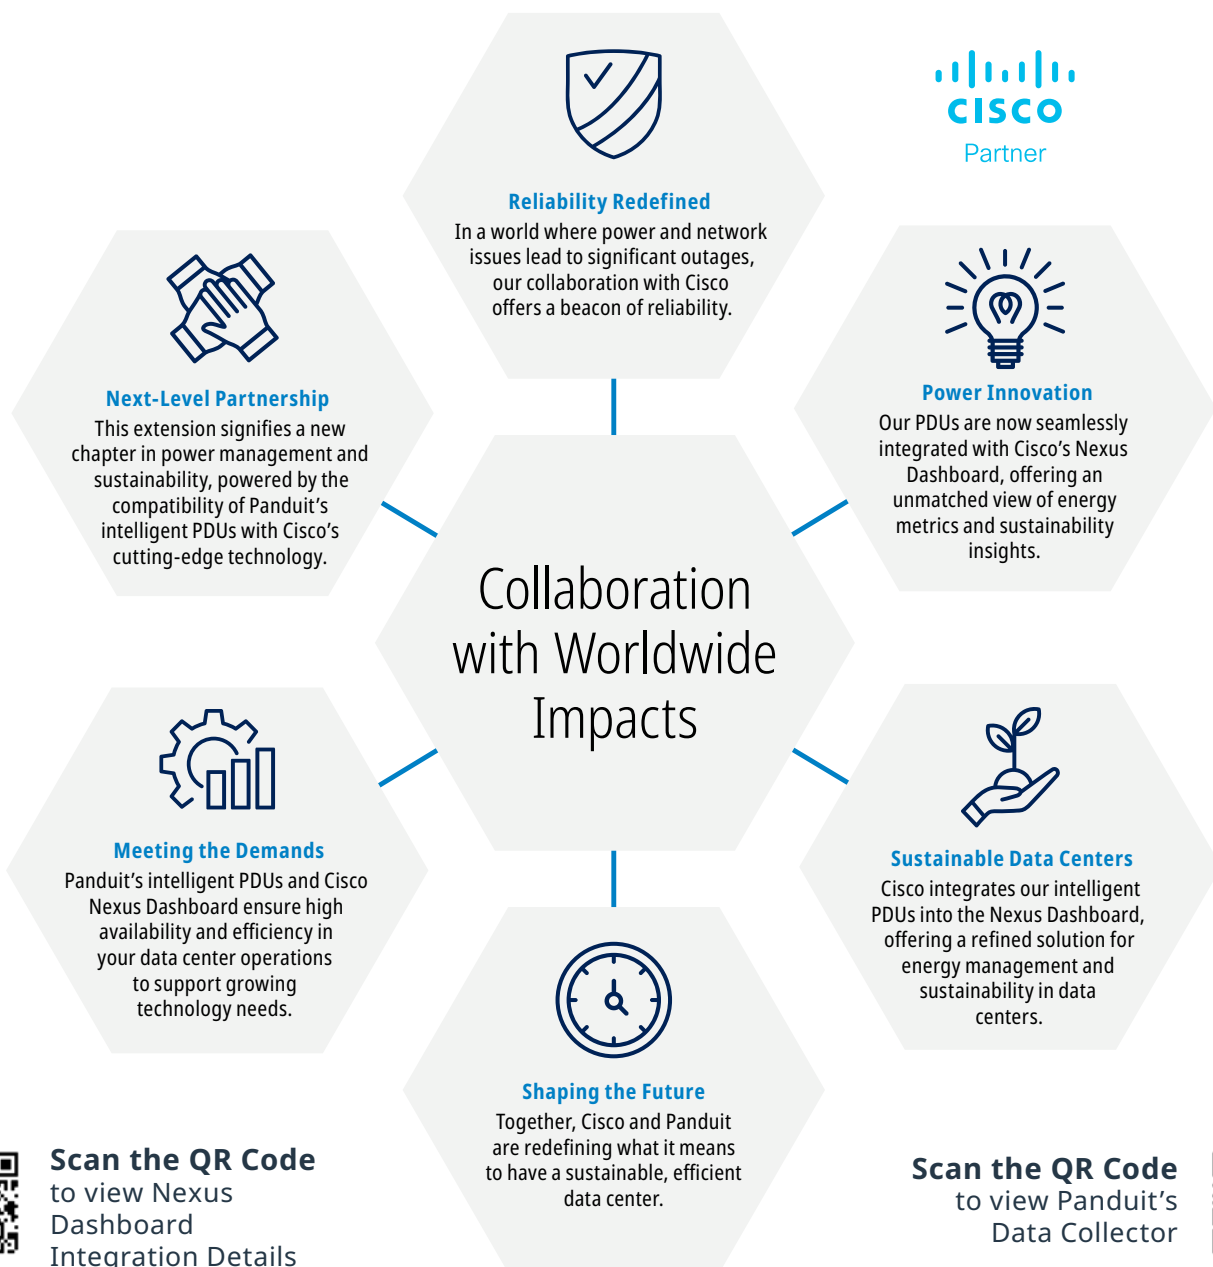 CISCO
Partner
Reliability Redefined
In a world where power and network
issues lead to significant outages,
our collaboration with Cisco
offers a beacon of reliability.
Next-Level Partnership
This extension signifies a new
chapter in power management and
sustainability, powered by the
compatibility of Panduit’s
intelligent PDUs with Cisco’s
cutting-edge technology.
Power Innovation
Our PDUs are now seamlessly
integrated with Cisco’s Nexus
Dashboard, offering an
unmatched view of energy
metrics and sustainability
insights.
Collaboration
with Worldwide
Impacts
Meeting the Demands
Panduit’s intelligent PDUs and Cisco
Nexus Dashboard ensure high
availability and efficiency in
your data center operations
to support growing
technology needs.
Sustainable Data Centers
Cisco integrates our intelligent
PDUs into the Nexus Dashboard,
offering a refined solution for
energy management and
sustainability in data
centers.
Shaping the Future
Together, Cisco and Panduit
are redefining what it means
to have a sustainable, efficient
data center.
Scan the QR Code
to view Nexus
Dashboard
Integration Details
Scan the QR Code
to view Panduit’s
Data Collector